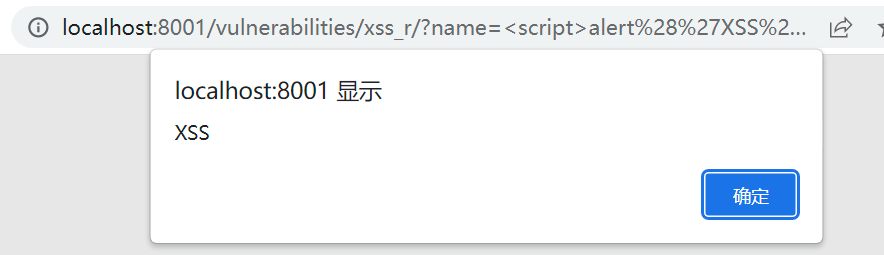 localhost:8001/vulnerabilities/xss_r/?name=<script>alert%28%27XSS%2...
localhost:8001 显示
XSS
确定